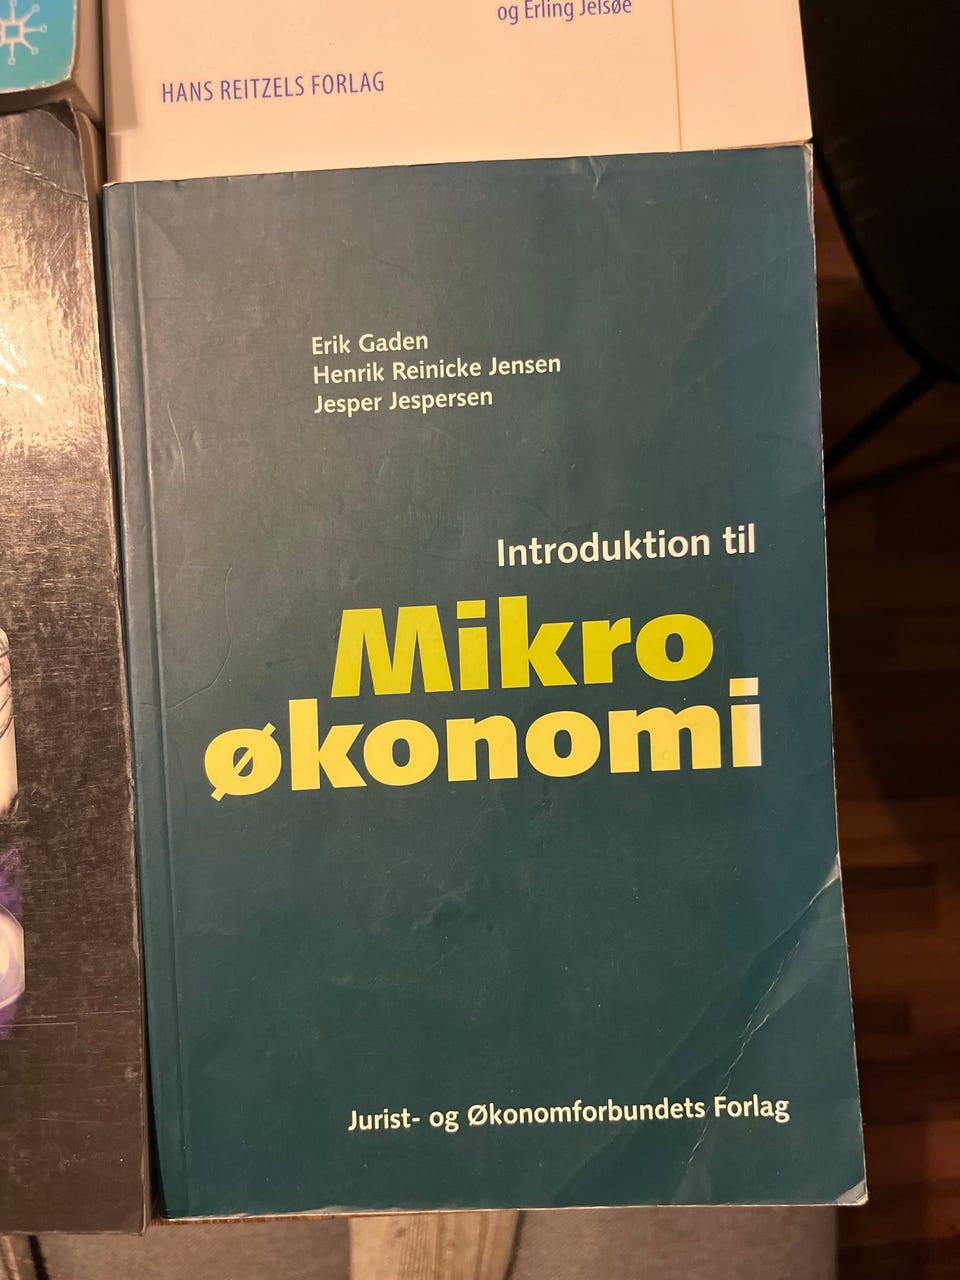 og Erling Jelsøe
HANS REITZELS FORLAG
Erik Gaden
Henrik Reinicke Jensen
Jesper Jespersen
Introduktion til
Mikro
økonomi
Jurist- og Økonomforbundets Forlag